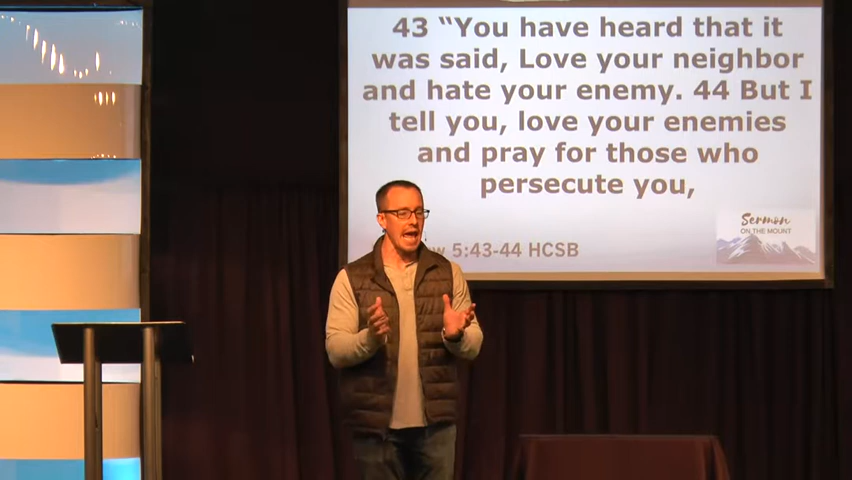 43 “You have heard that it
was said, Love your neighbor
and hate your enemy. 44 But I
tell you, love your enemies
and pray for those who
persecute you,
5:43-44 HCSB
Sermon
ON THE MOUNT